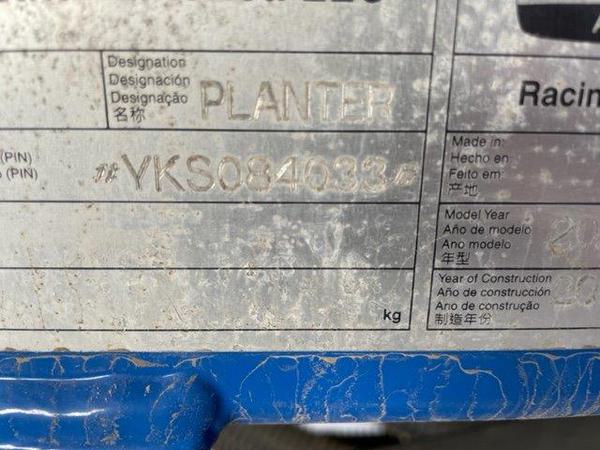 Designation
Designación
Designação
名称
PLANTER
(PIN)
(PIN)
#YKS084033#
kg
Racin
Made in:
Hecho en:
Feito em:
产地
Model Year
Año de modelo
Ano modelo
年型
Year of Construction
Año de construcción
Ano de construção
制造年份